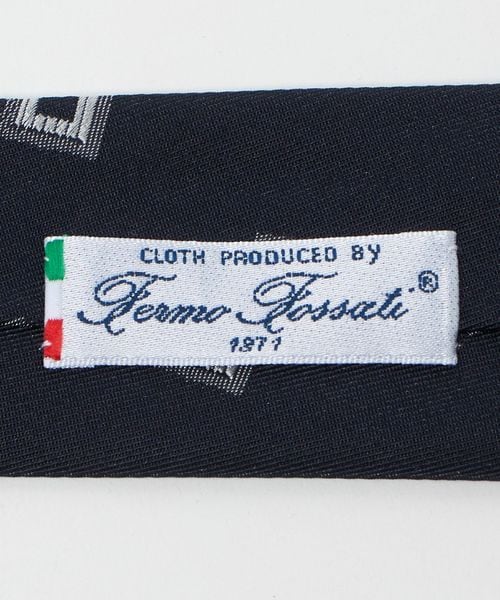 CLOTH PRODUCED BY
Fermo Fossati®
1871